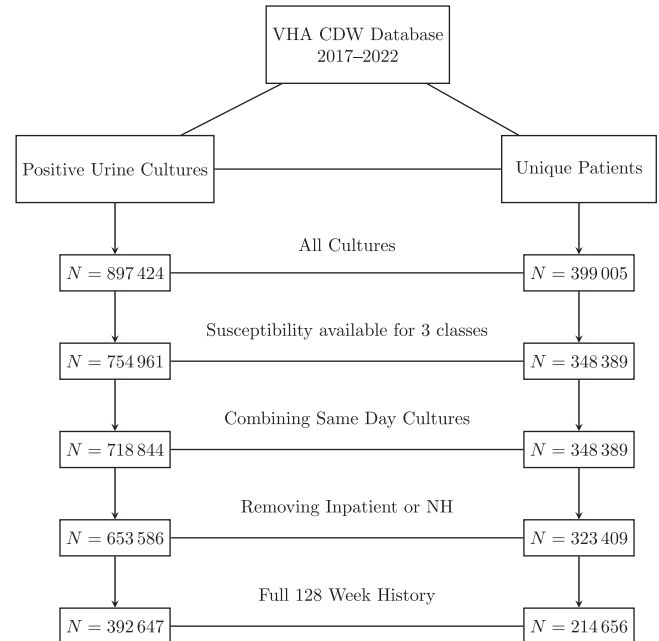 VHA CDW Database
2017–2022
Positive Urine Cultures
Unique Patients
All Cultures
N = 897 424
N = 399 005
Susceptibility available for 3 classes
N = 754 961
N = 348 389
Combining Same Day Cultures
N = 718 844
N = 348 389
Removing Inpatient or NH
N = 653 586
N = 323 409
Full 128 Week History
N = 392 647
N = 214 656